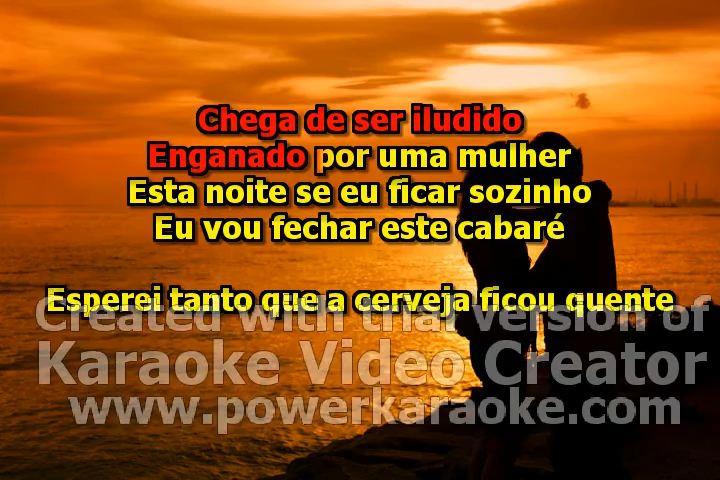 Chega de ser iludido
Enganado por uma mulher
Esta noite se eu ficar sozinho
Eu vou fechar este cabaré
Esperei tanto que a cerveja ficou quente
Created with trial version of
Karaoke Video Creator
www.powerkaraoke.com